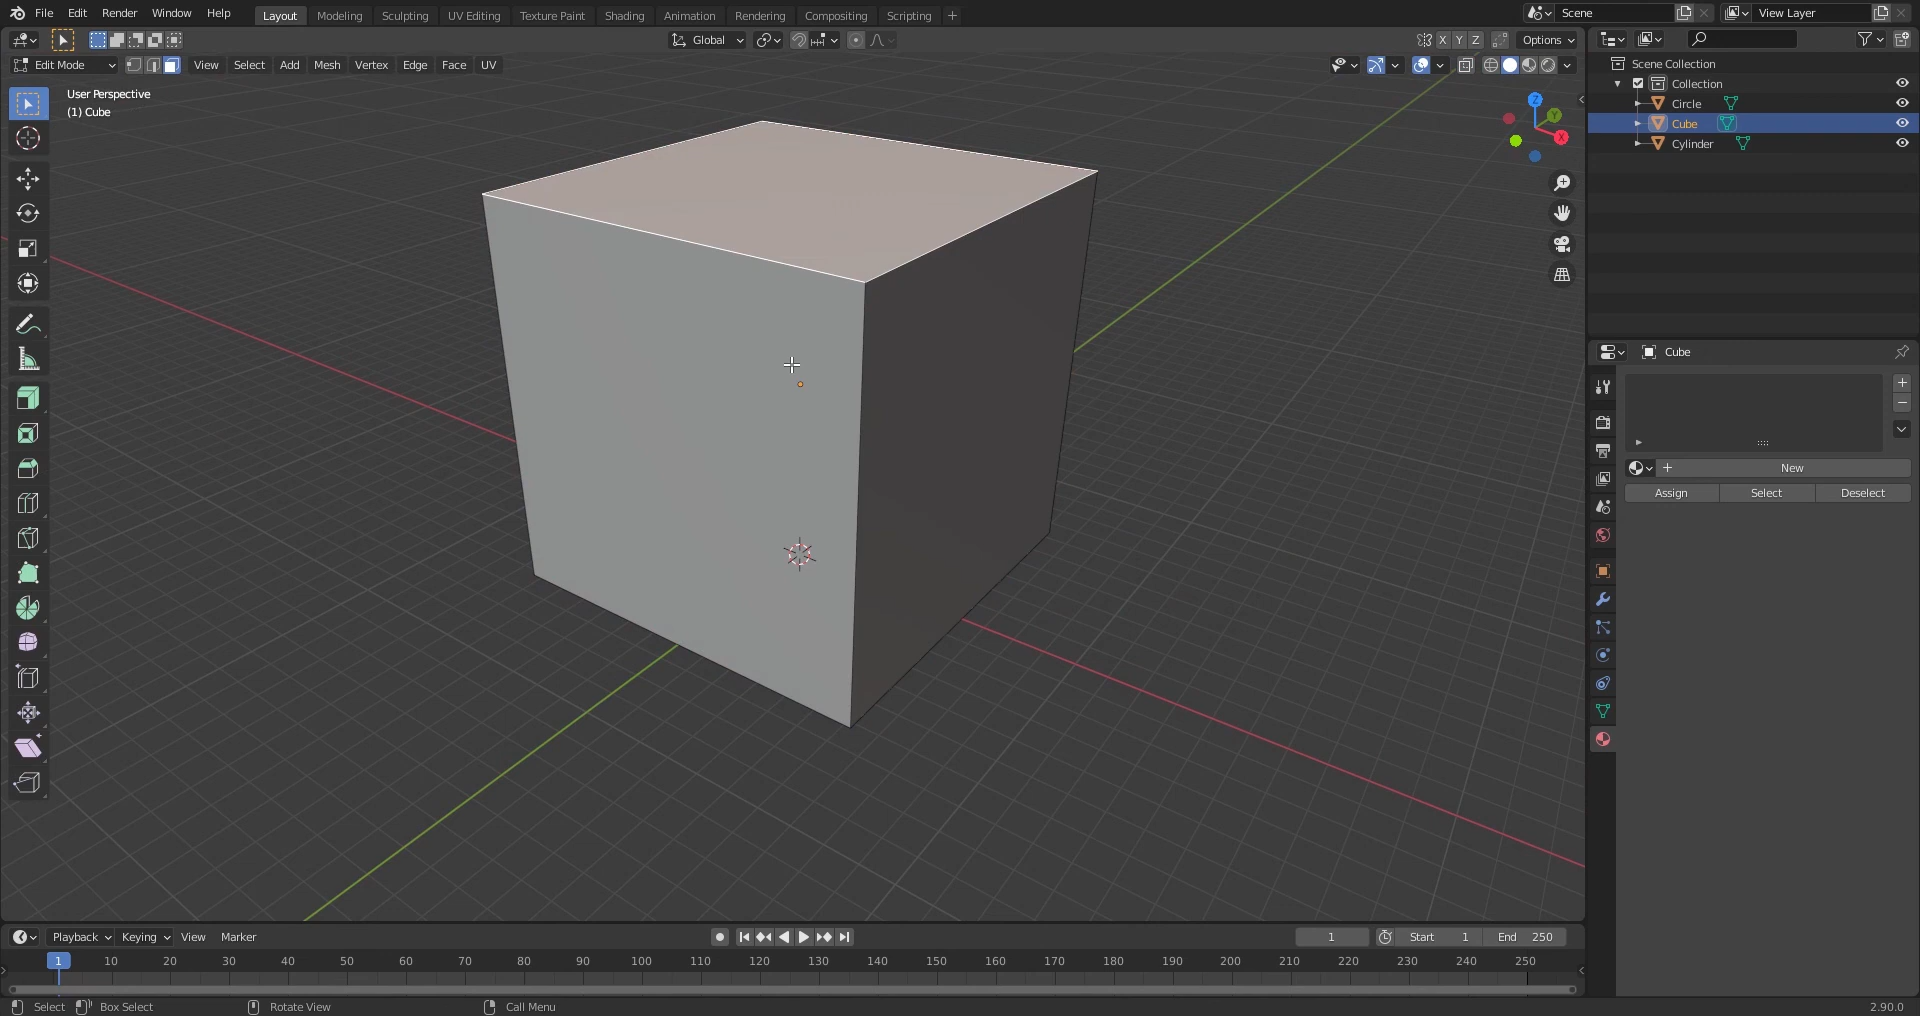 File Edit Render Window Help Layout Modeling Sculpting UV Editing Texture Paint Shading Animation Rendering Compositing Scripting + Scene View Layer
Global X Y Z Options
Edit Mode View Select Add Mesh Vertex Edge Face UV
Scene Collection
Collection
Circle
Cube
Cylinder
User Perspective
(1) Cube
Z
Y
X
Cube
+ New
Assign Select Deselect
Playback Keying View Marker 1 Start 1 End 250
1 10 20 30 40 50 60 70 80 90 100 110 120 130 140 150 160 170 180 190 200 210 220 230 240 250
Select Box Select Rotate View Call Menu 2.90.0